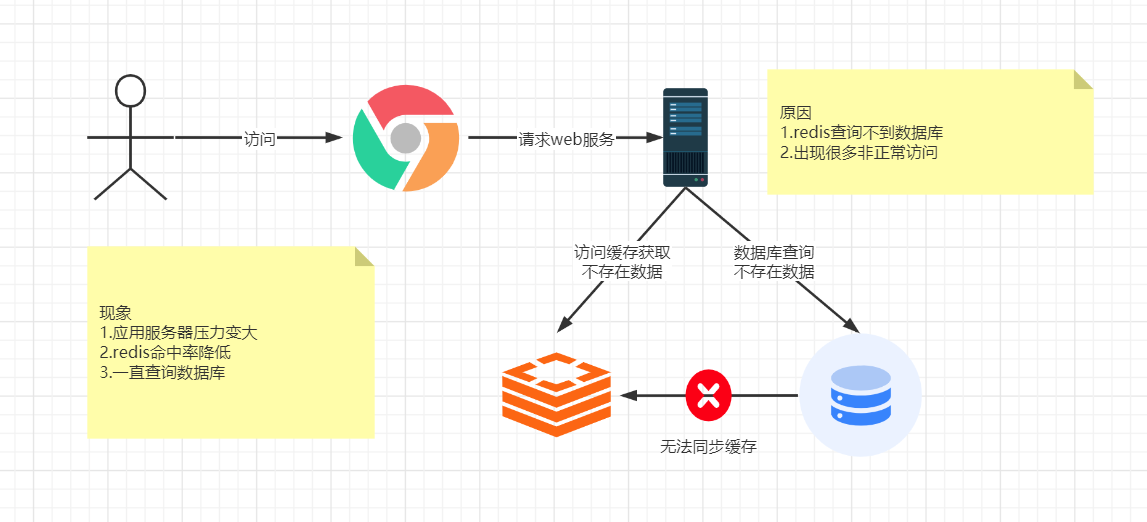 访问
请求web服务
原因
1.redis查询不到数据库
2.出现很多非正常访问
访问缓存获取
不存在数据
数据库查询
不存在数据
现象
1.应用服务器压力变大
2.redis命中率降低
3.一直查询数据库
无法同步缓存